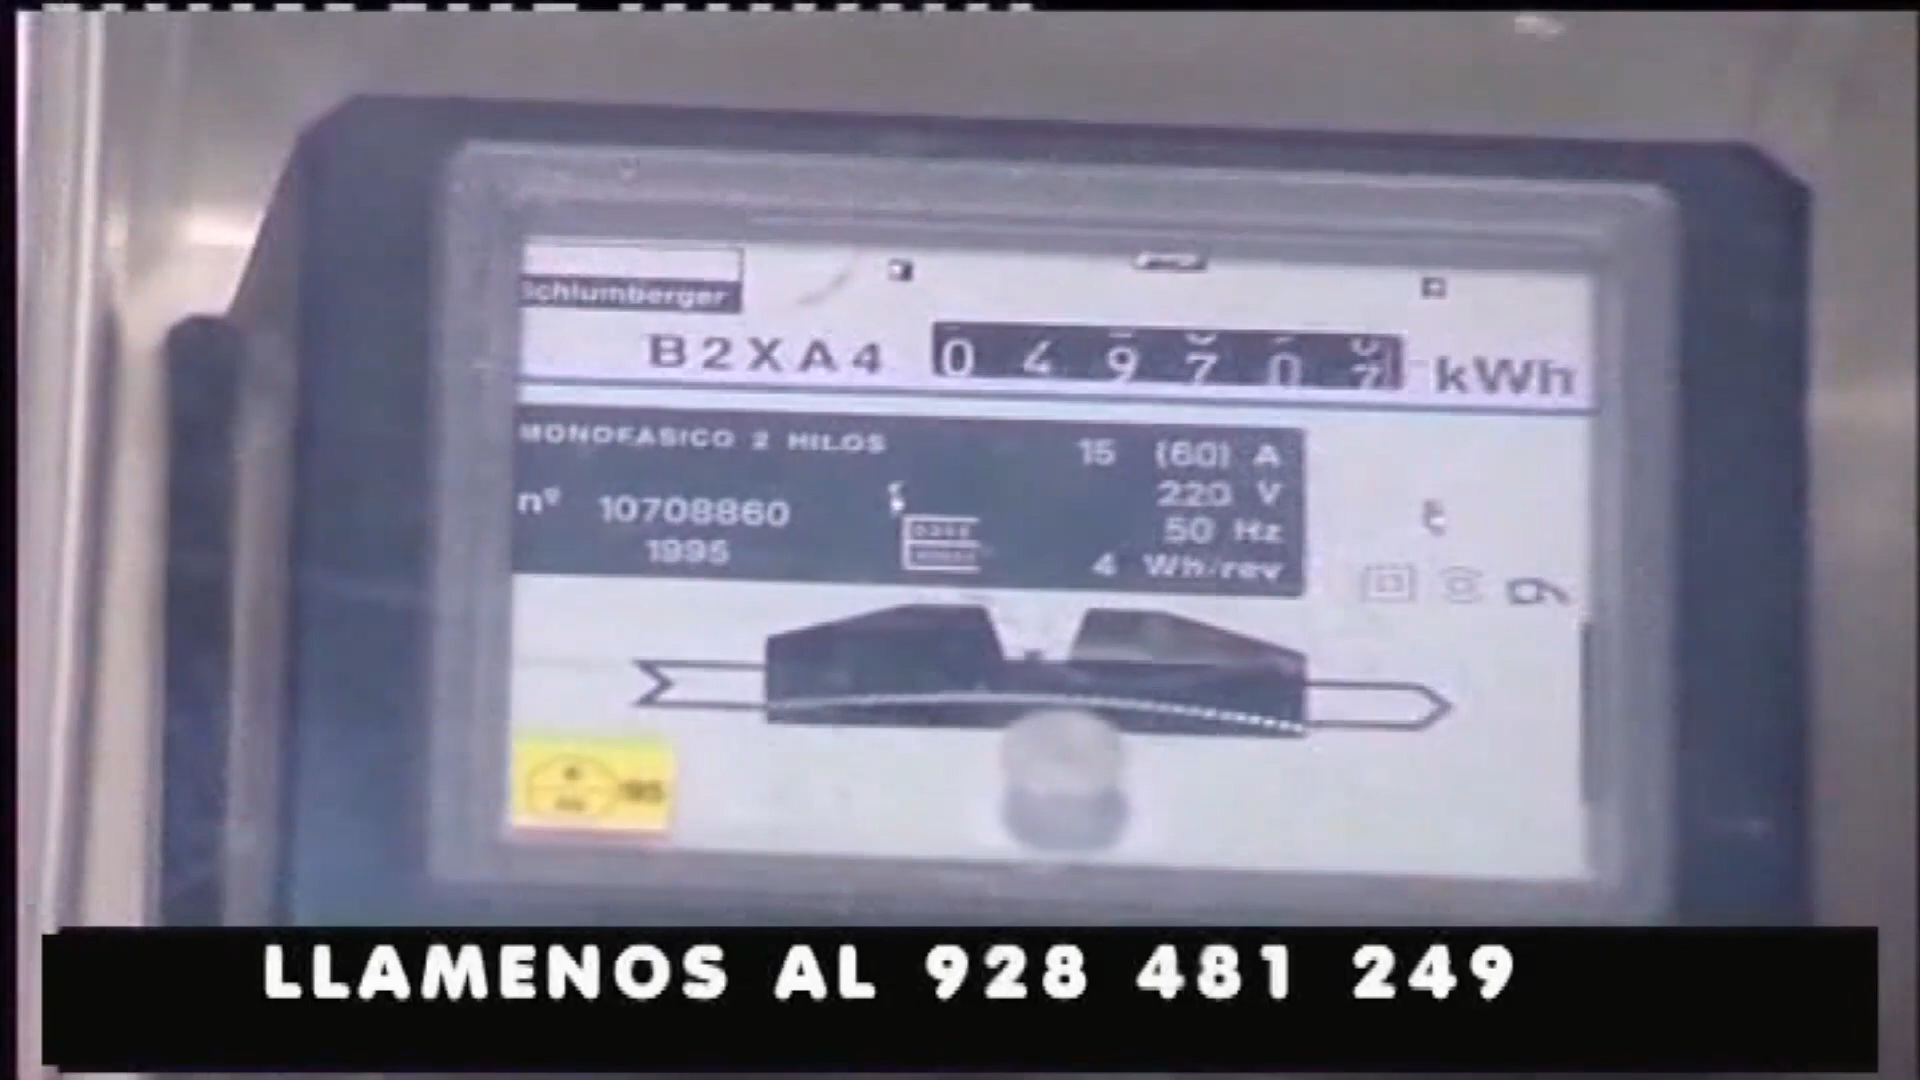 Schlumberger
B2XA4 0 4 9 7 0 7 kWh
MONOFASICO 2 HILOS 15 (60) A
220 V
nº 10708860 50 Hz
1995 4 Wh/rev
95
LLAMENOS AL 928 481 249